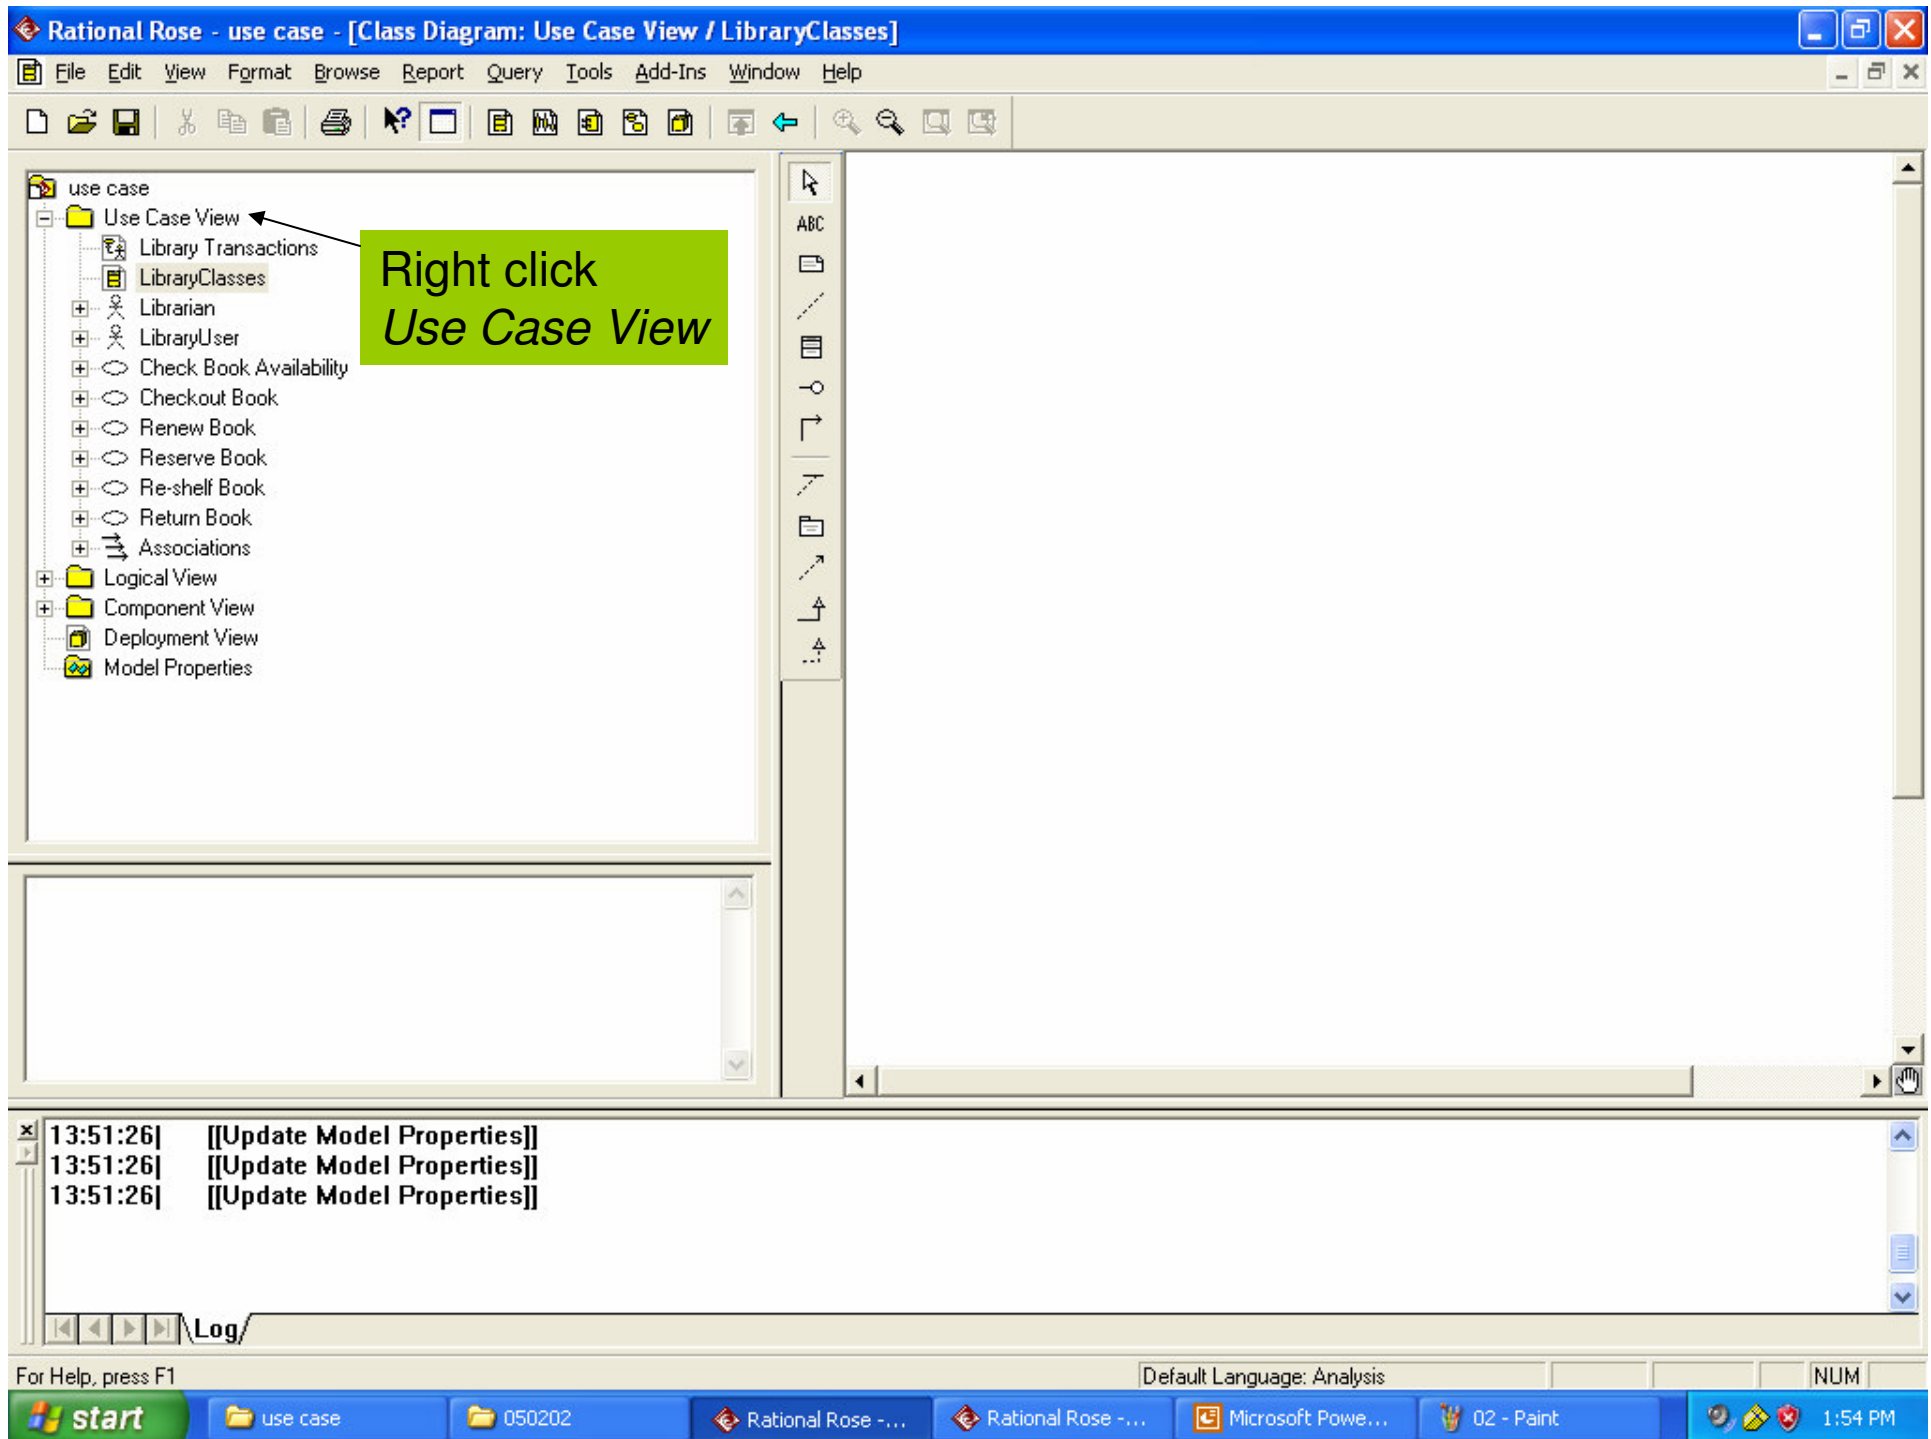 Rational Rose - use case - [Class Diagram: Use Case View / LibraryClasses]
File Edit View Format Browse Report Query Tools Add-Ins Window Help
use case
Use Case View
Library Transactions
LibraryClasses
Librarian
LibraryUser
Check Book Availability
Checkout Book
Renew Book
Reserve Book
Re-shelf Book
Return Book
Associations
Logical View
Component View
Deployment View
Model Properties
Right click
Use Case View
ABC
13:51:26| [[Update Model Properties]]
13:51:26| [[Update Model Properties]]
13:51:26| [[Update Model Properties]]
Log
For Help, press F1 Default Language: Analysis NUM
start use case 050202 Rational Rose -... Rational Rose -... Microsoft Powe... 02 - Paint 1:54 PM